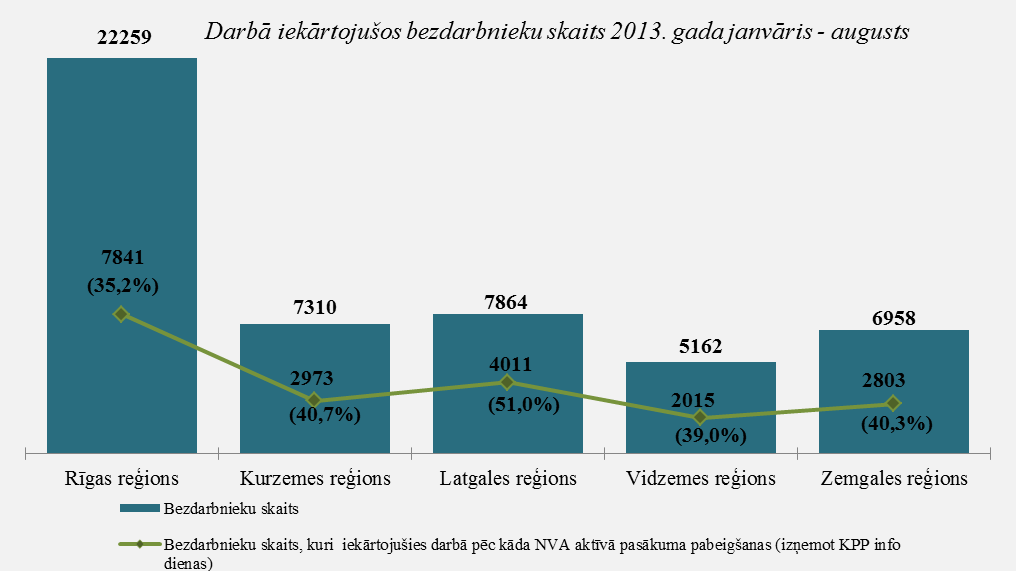 Darbā iekārtojušos bezdarbnieku skaits 2013. gada janvāris - augusts
22259
7841
(35,2%)
7310
2973
(40,7%)
7864
4011
(51,0%)
5162
2015
(39,0%)
6958
2803
(40,3%)
Rīgas reģions
Kurzemes reģions
Latgales reģions
Vidzemes reģions
Zemgales reģions
Bezdarbnieku skaits
Bezdarbnieku skaits, kuri iekārtojušies darbā pēc kāda NVA aktīvā pasākuma pabeigšanas (izņemot KPP info
dienas)